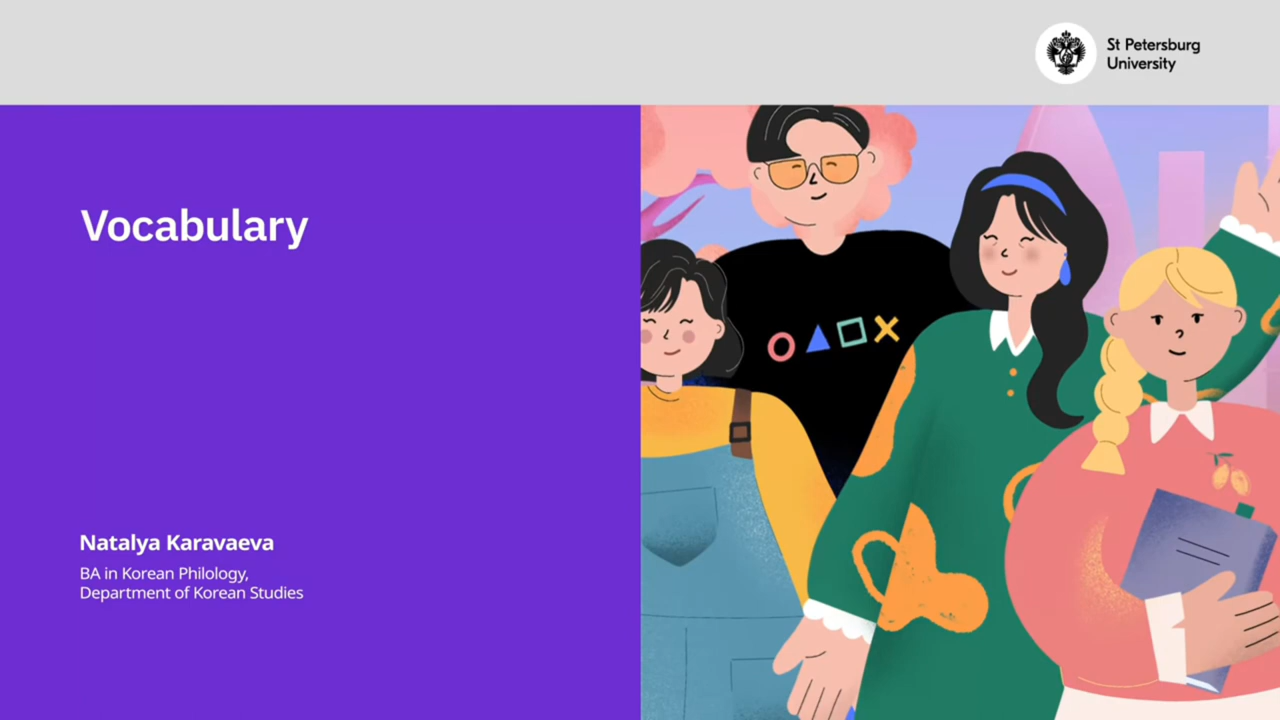 St Petersburg
University
Vocabulary
Natalya Karavaeva
BA in Korean Philology,
Department of Korean Studies